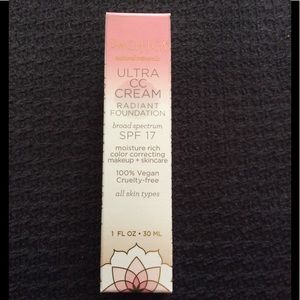 ULTRA
CC
CREAM
RADIANT
FOUNDATION
broad spectrum
SPF 17
moisture rich
color correcting
makeup + skincare
100% Vegan
Cruelty-free
all skin types
1 FL OZ • 30 ML